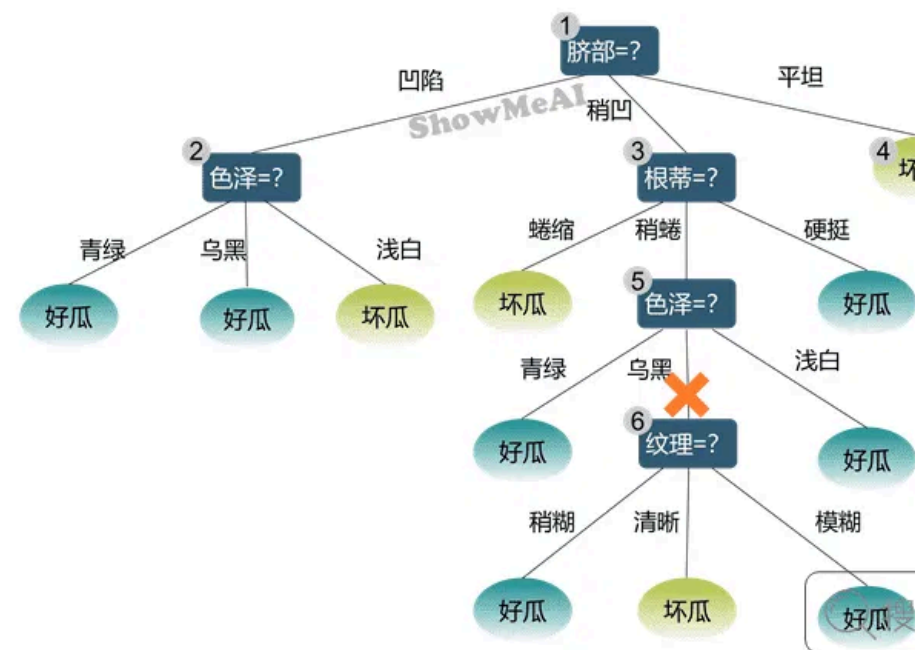 1
脐部=?
凹陷
稍凹
平坦
ShowMeAI
2
色泽=?
3
根蒂=?
4
坏
青绿
乌黑
浅白
蜷缩
稍蜷
硬挺
好瓜
好瓜
坏瓜
坏瓜
5
色泽=?
好瓜
青绿
乌黑
浅白
好瓜
6
纹理=?
好瓜
稍糊
清晰
模糊
好瓜
坏瓜
好瓜
搜